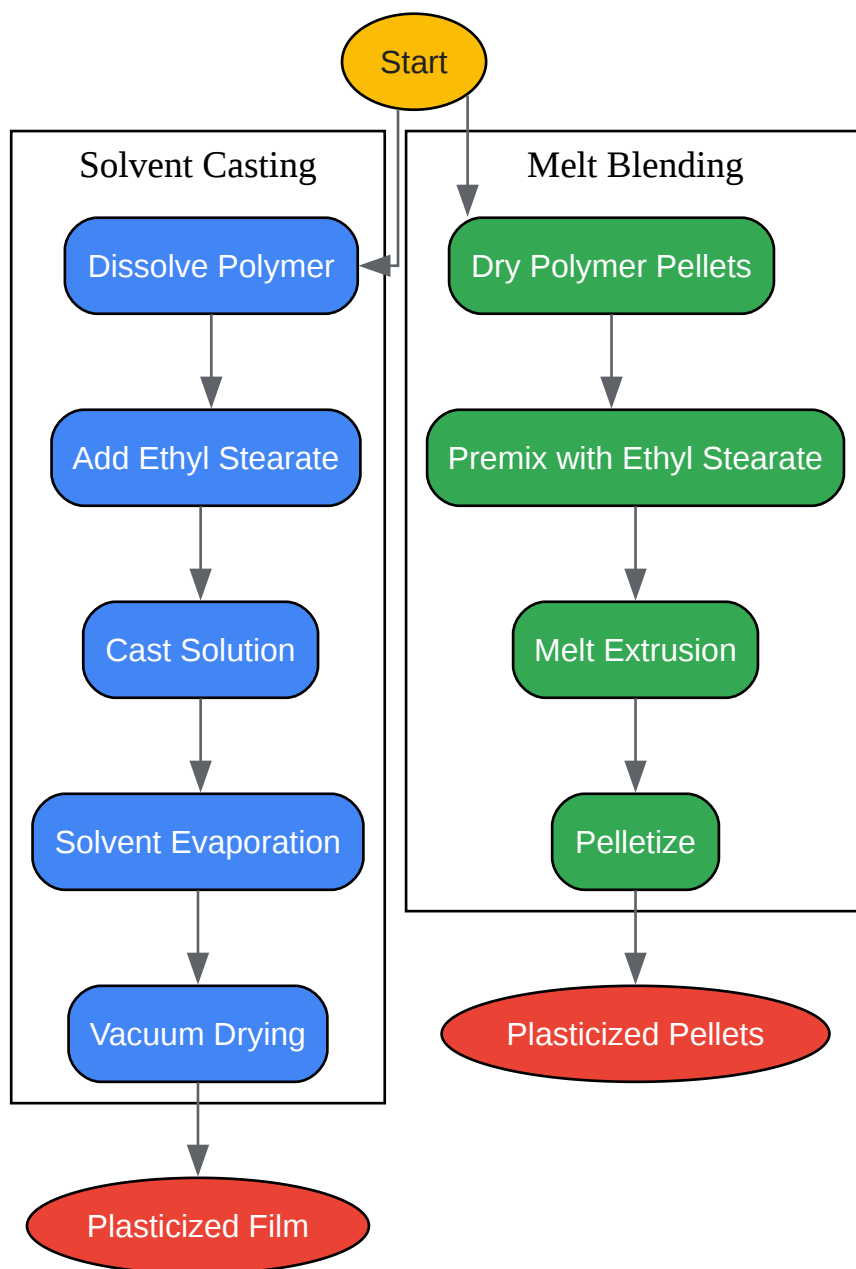 Start
Solvent Casting
Dissolve Polymer
Add Ethyl Stearate
Cast Solution
Solvent Evaporation
Vacuum Drying
Plasticized Film
Melt Blending
Dry Polymer Pellets
Premix with Ethyl Stearate
Melt Extrusion
Pelletize
Plasticized Pellets